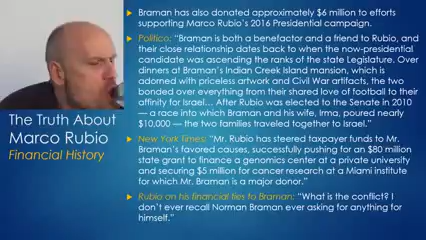 Braman has also donated approximately $6 million to efforts
supporting Marco Rubio's 2016 Presidential campaign.
Politico: "Braman is both a benefactor and a friend to Rubio, and
their close relationship dates back to when the now-presidential
candidate was ascending the ranks of the state Legislature. Over
dinners at Braman's Indian Creek Island mansion, which is
adorned with priceless artwork and Civil War artifacts, the two
bonded over everything from their shared love of football to their
affinity for Israel… After Rubio was elected to the Senate in 2010
— a race into which Braman and his wife, Irma, poured nearly
$10,000 — the two families traveled together to Israel."
New York Times: "Mr. Rubio has steered taxpayer funds to Mr.
Braman's favored causes, successfully pushing for an $80 million
state grant to finance a genomics center at a private university
and securing $5 million for cancer research at a Miami institute
for which Mr. Braman is a major donor."
Rubio on his financial ties to Braman: "What is the conflict? I
don't ever recall Norman Braman ever asking for anything for
himself."
The Truth About
Marco Rubio
Financial History